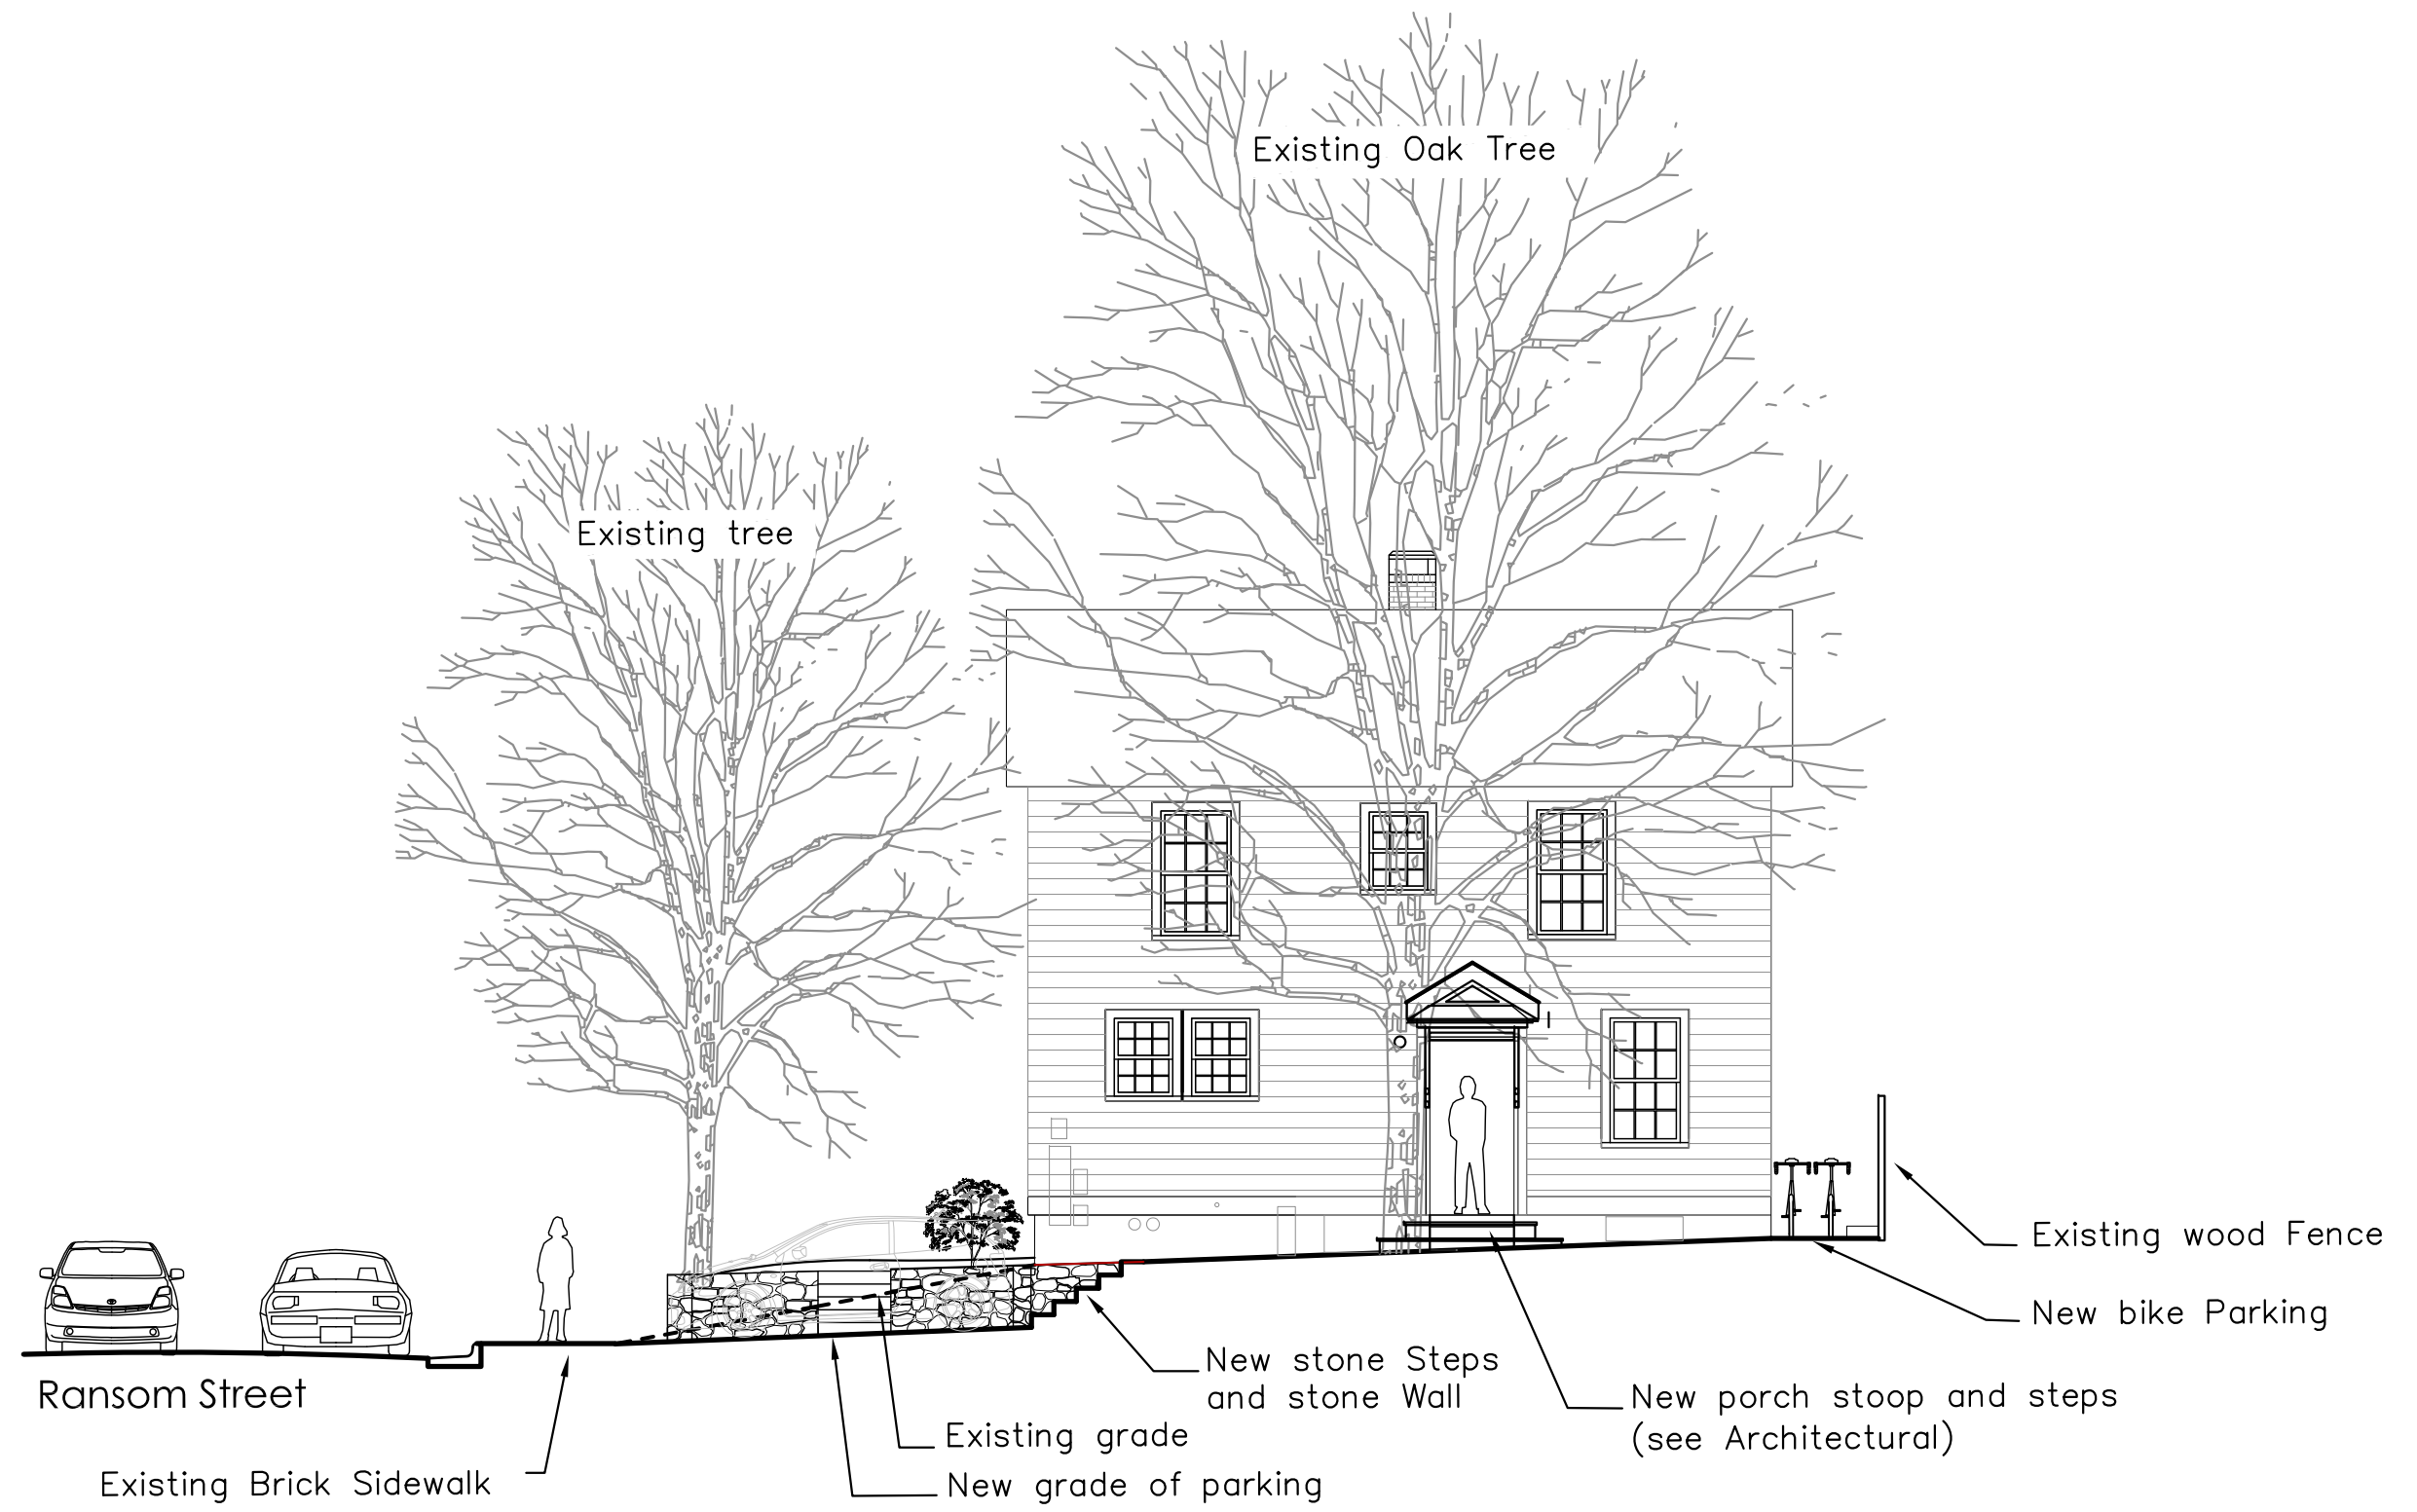 Existing Oak Tree
Existing tree
Existing wood Fence
New bike Parking
New stone Steps
and stone Wall
New porch stoop and steps
(see Architectural)
Ransom Street
Existing grade
Existing Brick Sidewalk
New grade of parking